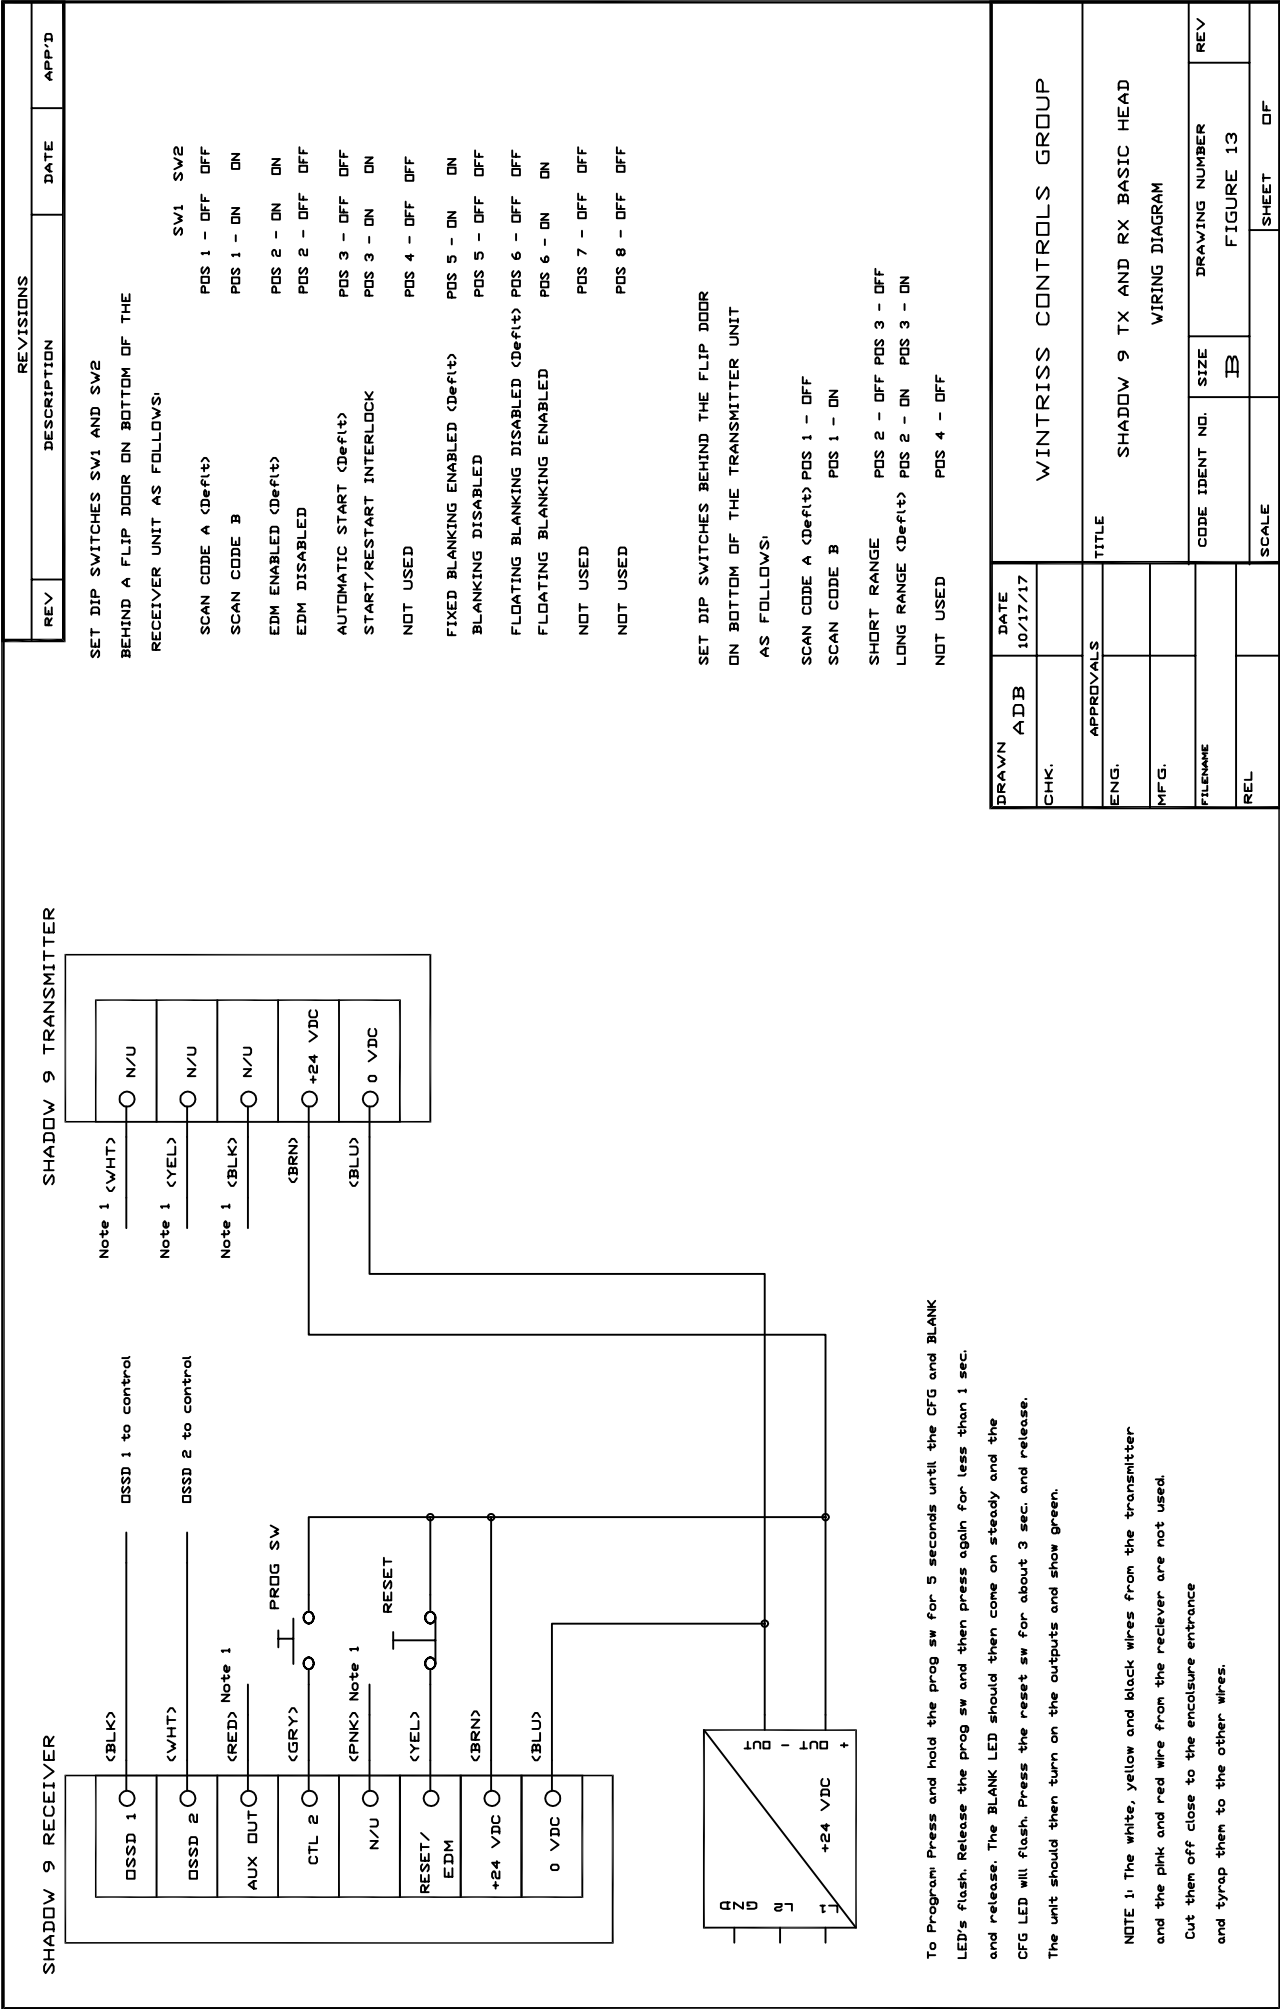 REVISIONS
REV DESCRIPTION DATE APP'D
SHADOW 9 RECEIVER
OSSD 1 (BLK) OSSD 1 to control
OSSD 2 (WHT) OSSD 2 to control
AUX OUT (RED) Note 1
CTL 2 (GRY) PROG SW
N/U (PNK) Note 1
RESET/ EDM (YEL) RESET
+24 VDC (BRN)
0 VDC (BLU)
SHADOW 9 TRANSMITTER
Note 1 (WHT) N/U
Note 1 (YEL) N/U
Note 1 (BLK) N/U
(BRN) +24 VDC
(BLU) 0 VDC
GND
L2
L1
+24 VDC
OUT -
OUT +
SET DIP SWITCHES SW1 AND SW2
BEHIND A FLIP DOOR ON BOTTOM OF THE
RECEIVER UNIT AS FOLLOWS:
SW1 SW2
SCAN CODE A (Deflt) POS 1 - OFF OFF
SCAN CODE B POS 1 - ON ON
EDM ENABLED (Deflt) POS 2 - ON ON
EDM DISABLED POS 2 - OFF OFF
AUTOMATIC START (Deflt) POS 3 - OFF OFF
START/RESTART INTERLOCK POS 3 - ON ON
NOT USED POS 4 - OFF OFF
FIXED BLANKING ENABLED (Deflt) POS 5 - ON ON
BLANKING DISABLED POS 5 - OFF OFF
FLOATING BLANKING DISABLED (Deflt) POS 6 - OFF OFF
FLOATING BLANKING ENABLED POS 6 - ON ON
NOT USED POS 7 - OFF OFF
NOT USED POS 8 - OFF OFF
SET DIP SWITCHES BEHIND THE FLIP DOOR
ON BOTTOM OF THE TRANSMITTER UNIT
AS FOLLOWS:
SCAN CODE A (Deflt) POS 1 - OFF
SCAN CODE B POS 1 - ON
SHORT RANGE POS 2 - OFF POS 3 - OFF
LONG RANGE (Deflt) POS 2 - ON POS 3 - ON
NOT USED POS 4 - OFF
To Program: Press and hold the prog sw for 5 seconds until the CFG and BLANK
LED's flash. Release the prog sw and then press again for less than 1 sec.
and release. The BLANK LED should then come on steady and the
CFG LED will flash. Press the reset sw for about 3 sec. and release.
The unit should then turn on the outputs and show green.
NOTE 1: The white, yellow and black wires from the transmitter
and the pink and red wire from the reciever are not used.
Cut them off close to the encolsure entrance
and tyrap them to the other wires.
DRAWN ADB
DATE 10/17/17
CHK.
APPROVALS
ENG.
MFG.
FILENAME
REL
WINTRISS CONTROLS GROUP
TITLE
SHADOW 9 TX AND RX BASIC HEAD
WIRING DIAGRAM
CODE IDENT NO. SIZE DRAWING NUMBER REV
B FIGURE 13
SCALE SHEET OF